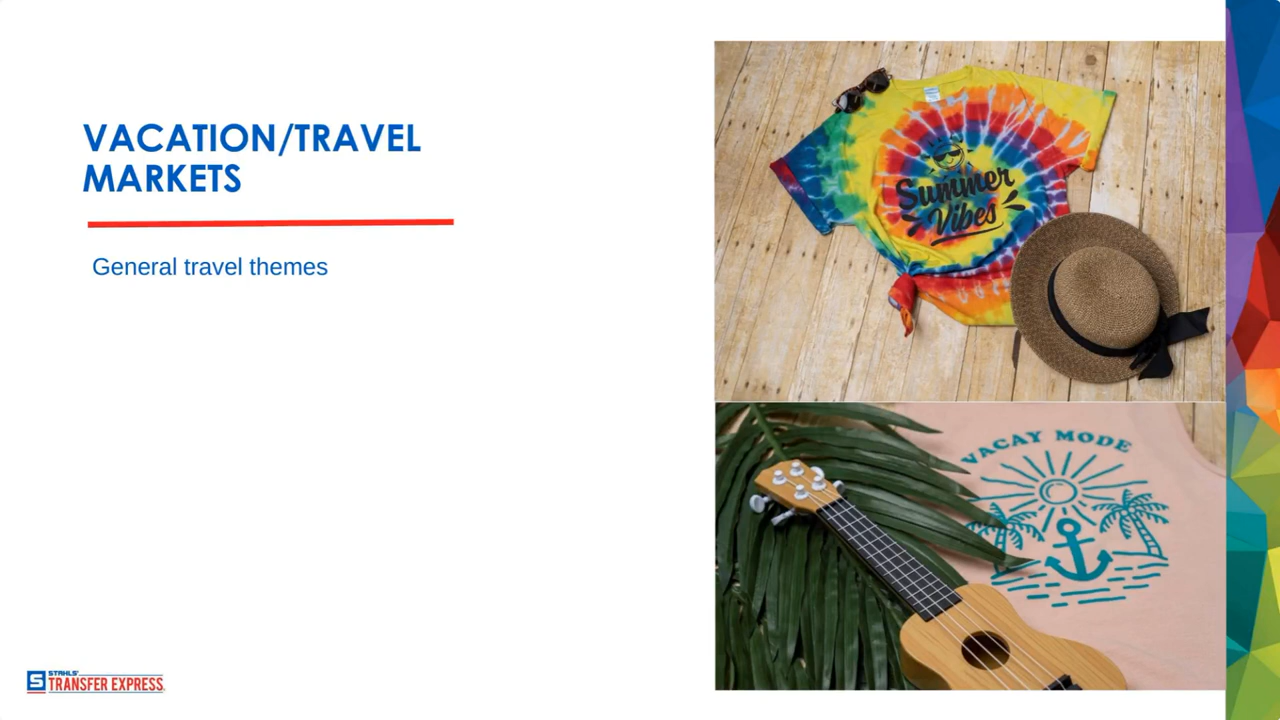 VACATION/TRAVEL
MARKETS
General travel themes
Summer
Vibes
VACAY MODE
STAHLS'
TRANSFER EXPRESS.